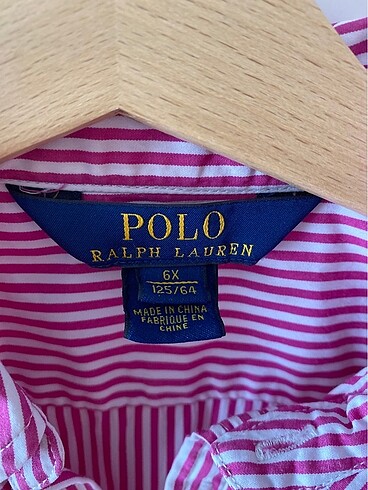 POLO
RALPH LAUREN
6X
125/64
MADE IN CHINA
FABRIQUE EN
CHINE